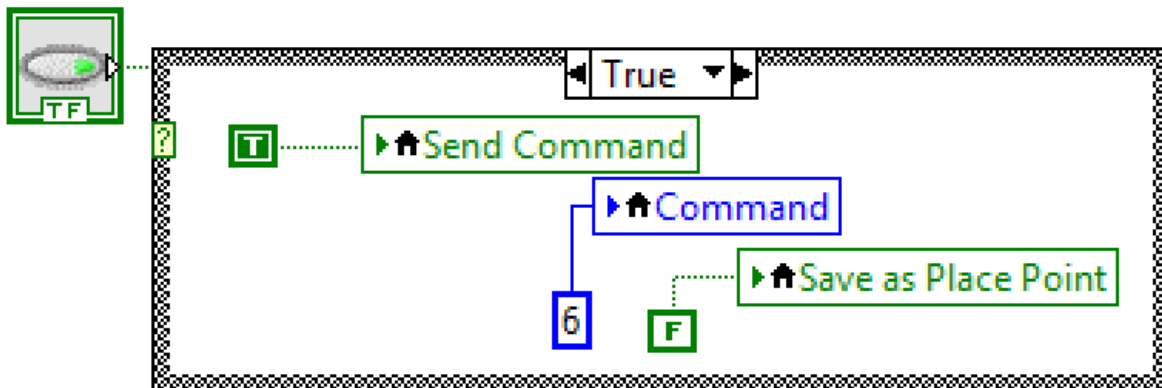 True
TF
?
T
Send Command
Command
Save as Place Point
6
F